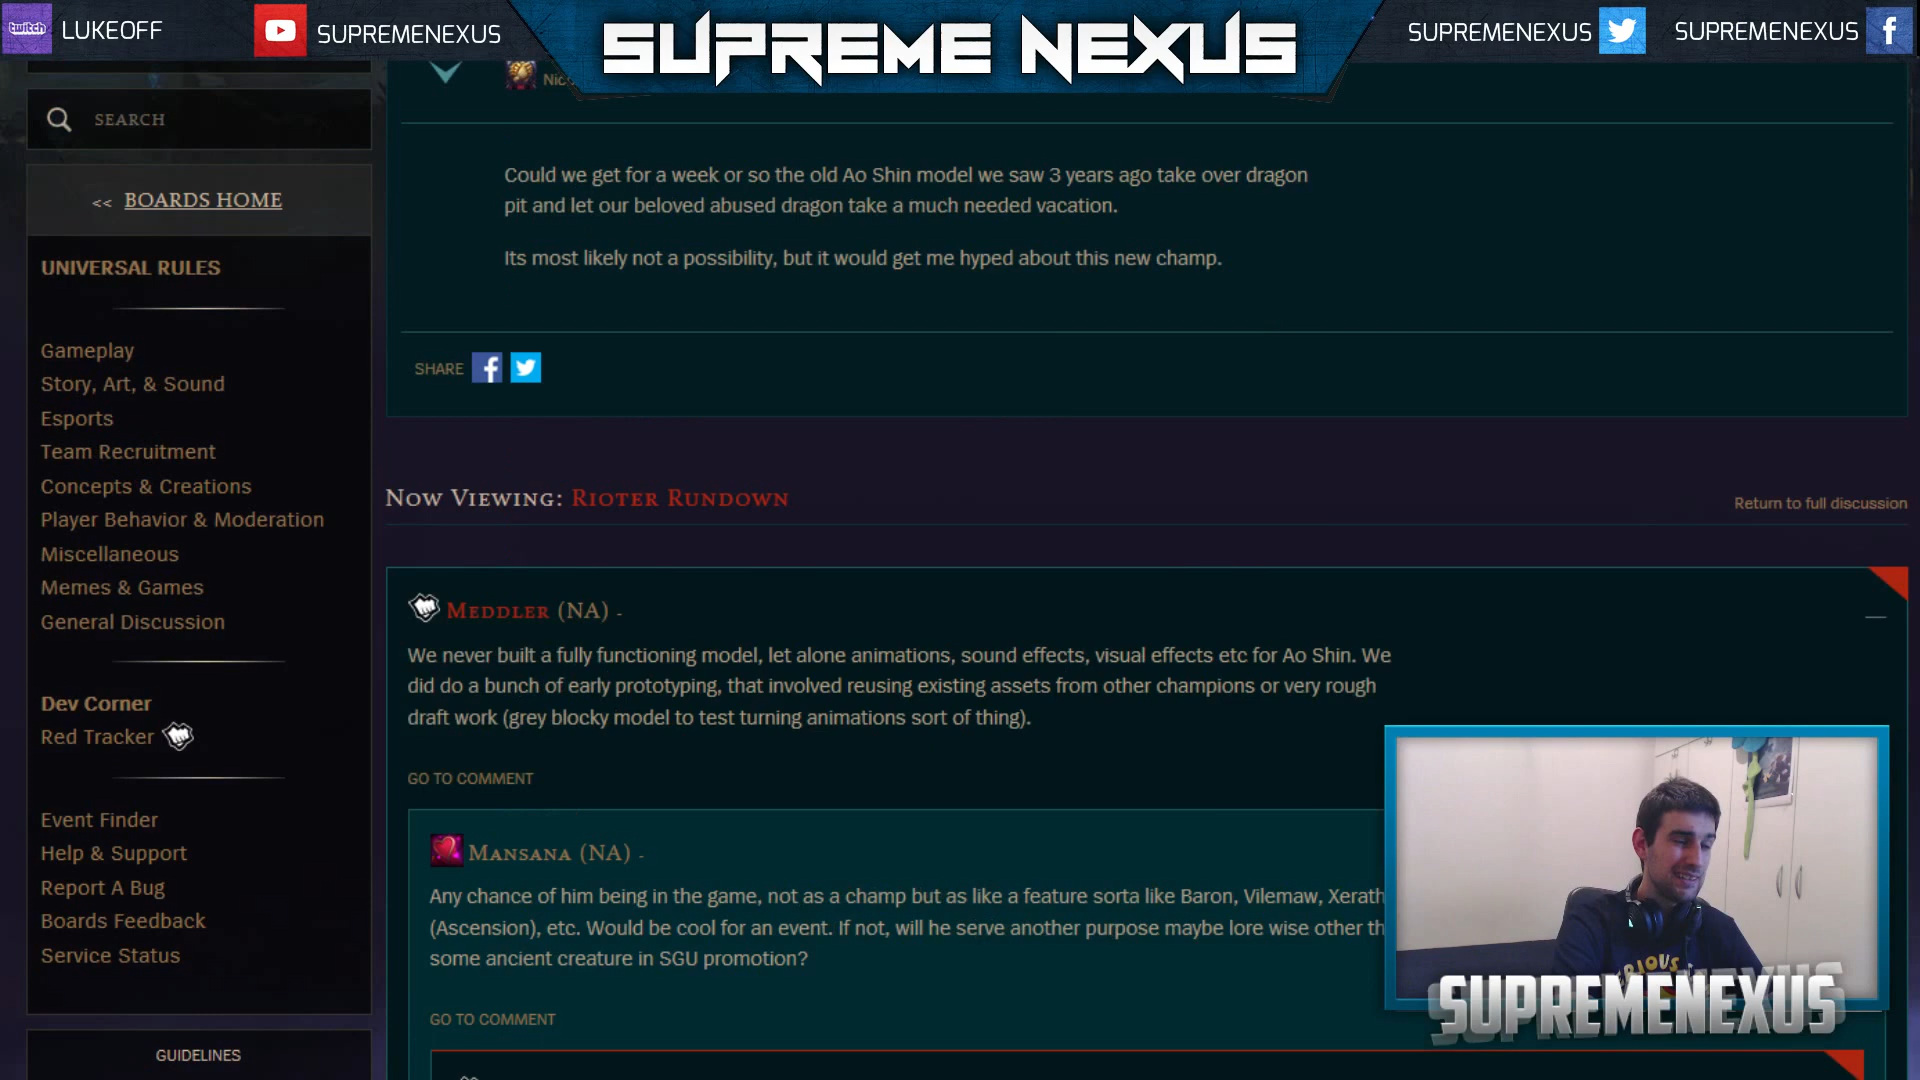 twitch LUKEOFF
SUPREMENEXUS
SUPREME NEXUS
SUPREMENEXUS
SUPREMENEXUS
SEARCH
<< BOARDS HOME
UNIVERSAL RULES
Gameplay
Story, Art, & Sound
Esports
Team Recruitment
Concepts & Creations
Player Behavior & Moderation
Miscellaneous
Memes & Games
General Discussion
Dev Corner
Red Tracker
Event Finder
Help & Support
Report A Bug
Boards Feedback
Service Status
GUIDELINES
Could we get for a week or so the old Ao Shin model we saw 3 years ago take over dragon
pit and let our beloved abused dragon take a much needed vacation.
Its most likely not a possibility, but it would get me hyped about this new champ.
SHARE
NOW VIEWING: RIOTER RUNDOWN
Return to full discussion
MEDDLER (NA) -
We never built a fully functioning model, let alone animations, sound effects, visual effects etc for Ao Shin. We
did do a bunch of early prototyping, that involved reusing existing assets from other champions or very rough
draft work (grey blocky model to test turning animations sort of thing).
GO TO COMMENT
MANSANA (NA) -
Any chance of him being in the game, not as a champ but as like a feature sorta like Baron, Vilemaw, Xerath
(Ascension), etc. Would be cool for an event. If not, will he serve another purpose maybe lore wise other th
some ancient creature in SGU promotion?
GO TO COMMENT
SUPREMENEXUS